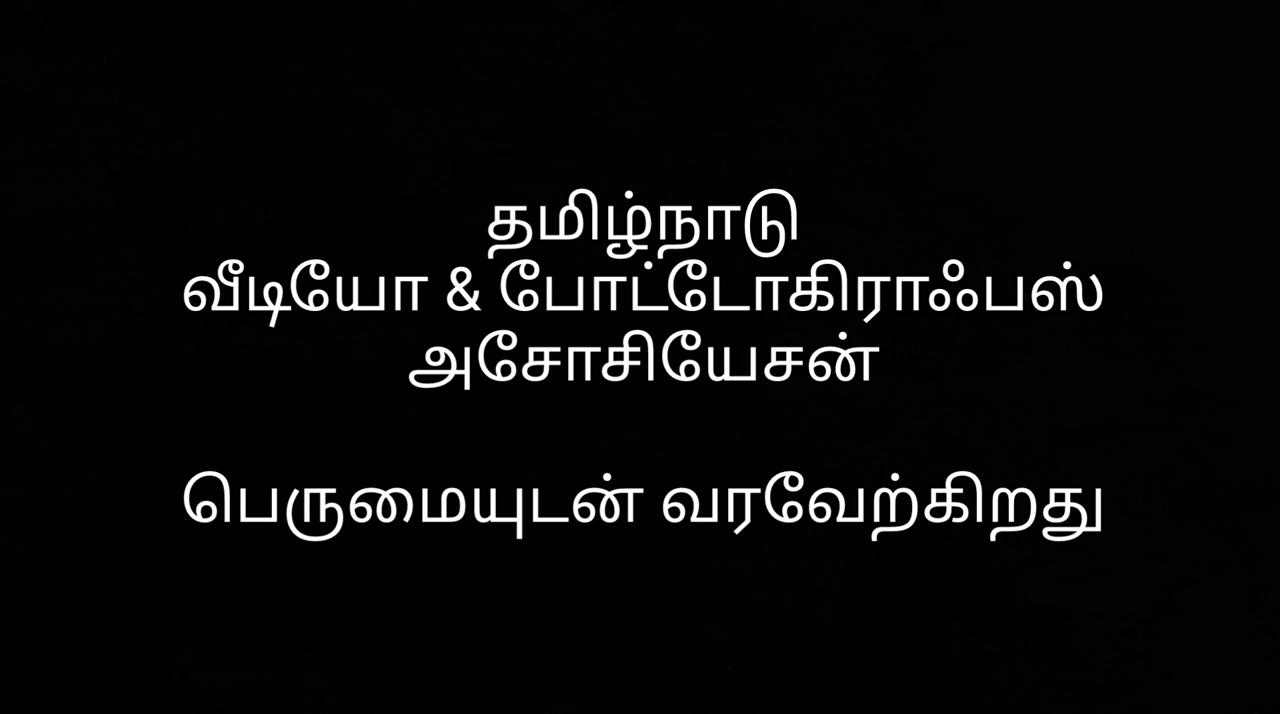 தமிழ்நாடு
வீடியோ & போட்டோகிராஃபஸ்
அசோசியேசன்
பெருமையுடன் வரவேற்கிறது